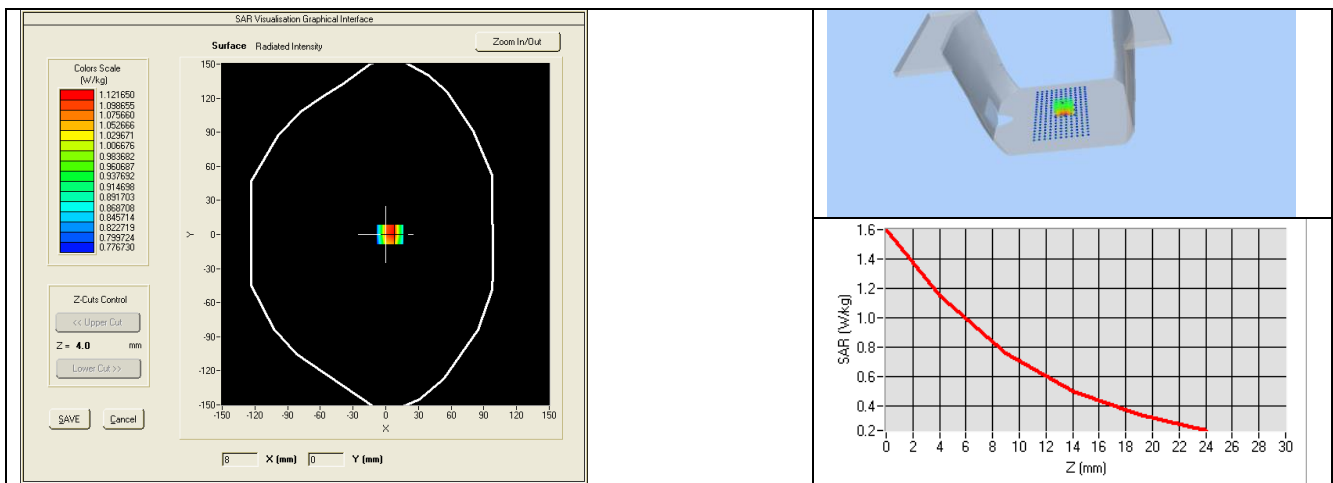 SAR Visualisation Graphical Interface
Surface Radiated Intensity
Zoom In/Out
Colors Scale
(W/kg)
1.121650
1.098655
1.075660
1.052666
1.029671
1.006676
0.983682
0.960687
0.937692
0.914698
0.891703
0.868708
0.845714
0.822719
0.799724
0.776730
Z-Cuts Control
<< Upper Cut
Z = 4.0 mm
Lower Cut >>
SAVE Cancel
150
120
90
60
30
0
-30
-60
-90
-120
-150
Y
-150 -120 -90 -60 -30 0 30 60 90 120 150
X
8 X (mm) 0 Y (mm)
1.6
1.4
1.2
1.0
0.8
0.6
0.4
0.2
SAR (W/kg)
0 2 4 6 8 10 12 14 16 18 20 22 24 26 28 30
Z (mm)